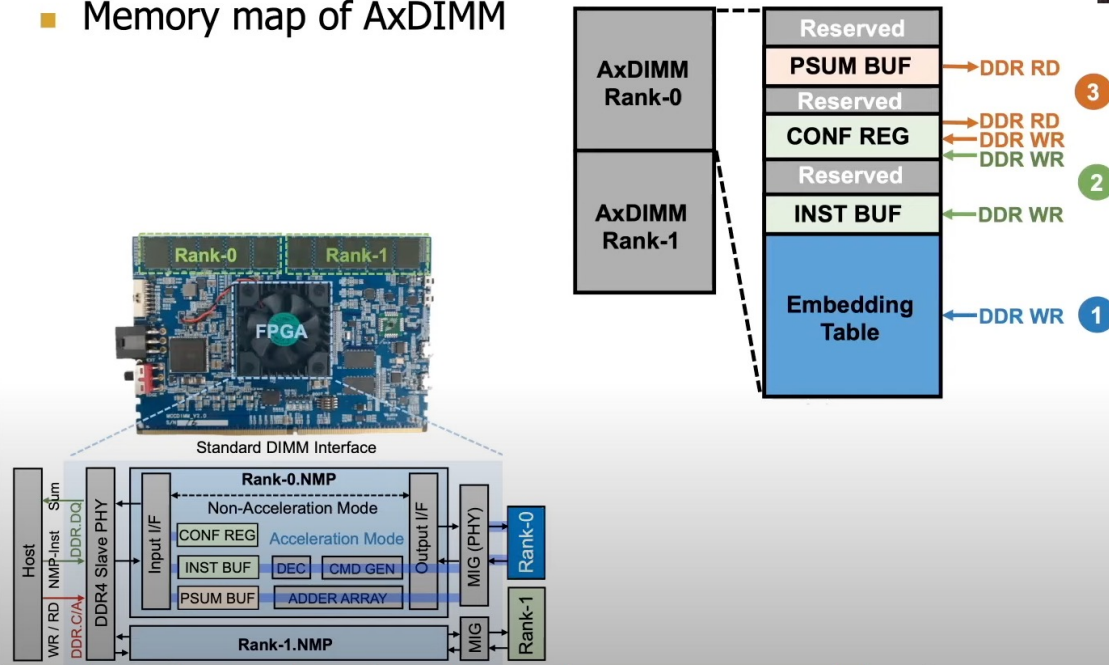 Memory map of AxDIMM
AxDIMM
Rank-0
AxDIMM
Rank-1
Reserved
PSUM BUF
DDR RD
Reserved
3
CONF REG
DDR RD
DDR WR
DDR WR
Reserved
2
INST BUF
DDR WR
Embedding
Table
DDR WR
1
Rank-0
Rank-1
FPGA
Standard DIMM Interface
Host
WR / RD
NMP-Inst
Sum
DDR.C/A
DDR.DQ
DDR4 Slave PHY
Rank-0.NMP
Input I/F
Non-Acceleration Mode
CONF REG
Acceleration Mode
INST BUF
DEC
CMD GEN
PSUM BUF
ADDER ARRAY
Output I/F
MIG (PHY)
Rank-0
Rank-1.NMP
MIG
Rank-1